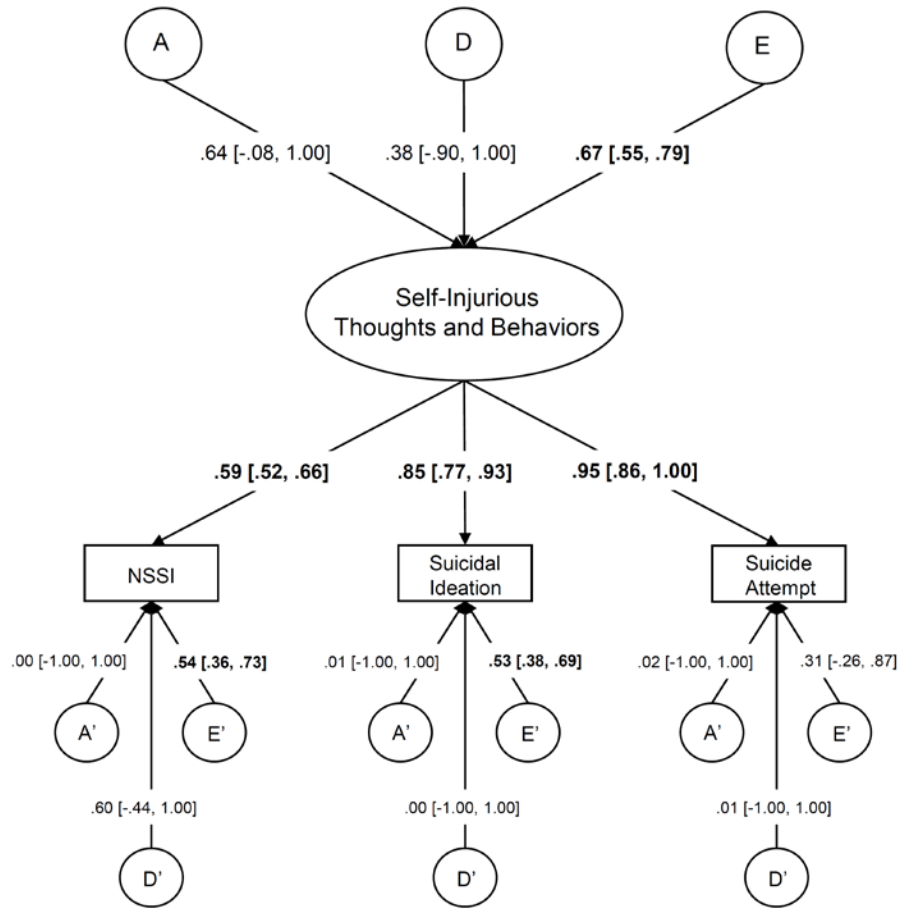 A
D
E
.64 [-.08, 1.00]
.38 [-.90, 1.00]
.67 [.55, .79]
Self-Injurious
Thoughts and Behaviors
.59 [.52, .66]
.85 [.77, .93]
.95 [.86, 1.00]
NSSI
Suicidal
Ideation
Suicide
Attempt
.00 [-1.00, 1.00]
.54 [.36, .73]
.01 [-1.00, 1.00]
.53 [.38, .69]
.02 [-1.00, 1.00]
.31 [-.26, .87]
A’
E’
A’
E’
A’
E’
.60 [-.44, 1.00]
.00 [-1.00, 1.00]
.01 [-1.00, 1.00]
D’
D’
D’